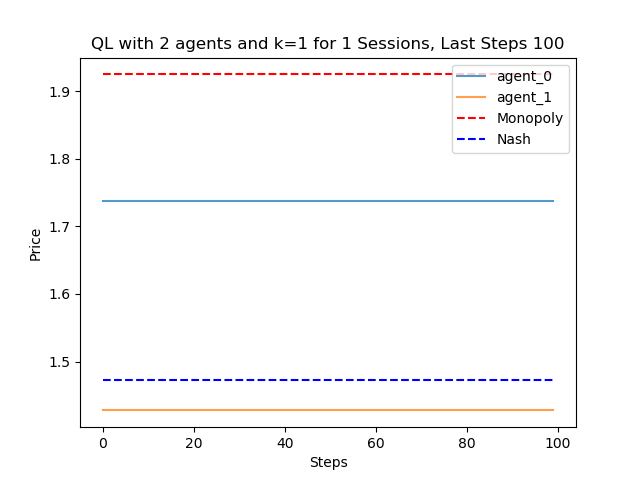 QL with 2 agents and k=1 for 1 Sessions, Last Steps 100
agent_0
agent_1
Monopoly
Nash
Price
1.9
1.8
1.7
1.6
1.5
0 20 40 60 80 100
Steps